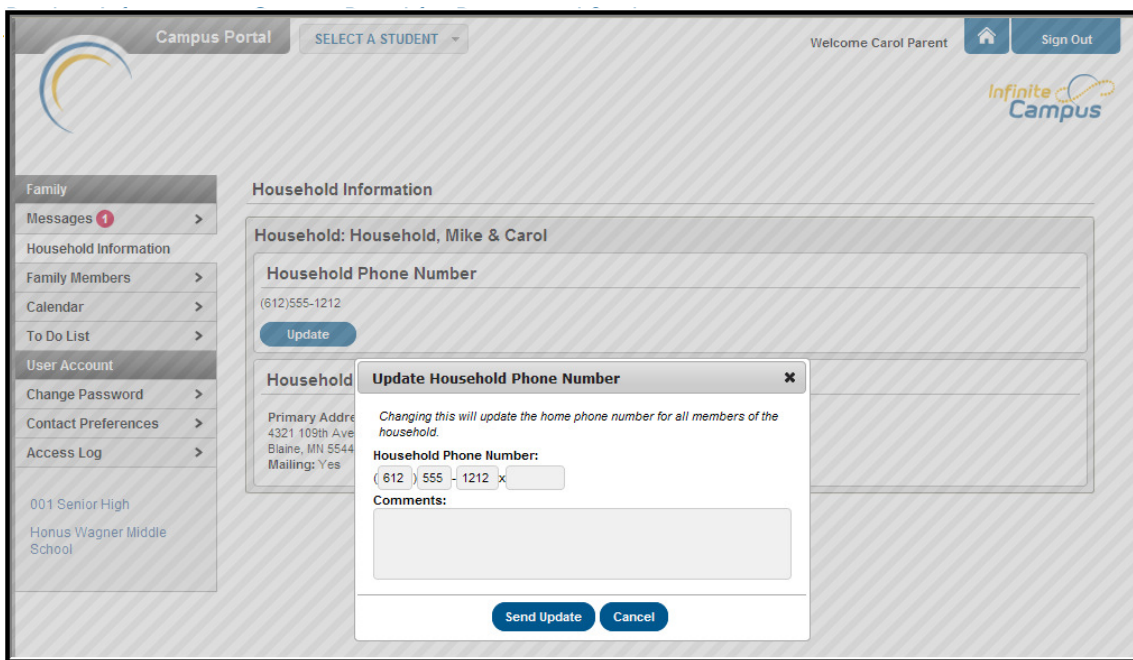 Campus Portal
SELECT A STUDENT
Welcome Carol Parent
Sign Out
Infinite
Campus
Family
Messages 1
Household Information
Family Members
Calendar
To Do List
User Account
Change Password
Contact Preferences
Access Log
001 Senior High
Honus Wagner Middle
School
Household Information
Household: Household, Mike & Carol
Household Phone Number
(612)555-1212
Update
Household
Primary
4321 109th Ave
Blaine, MN
Mailing: Yes
Update Household Phone Number
Changing this will update the home phone number for all members of the
household.
Household Phone Number:
( 612 ) 555 - 1212 x
Comments:
Send Update Cancel